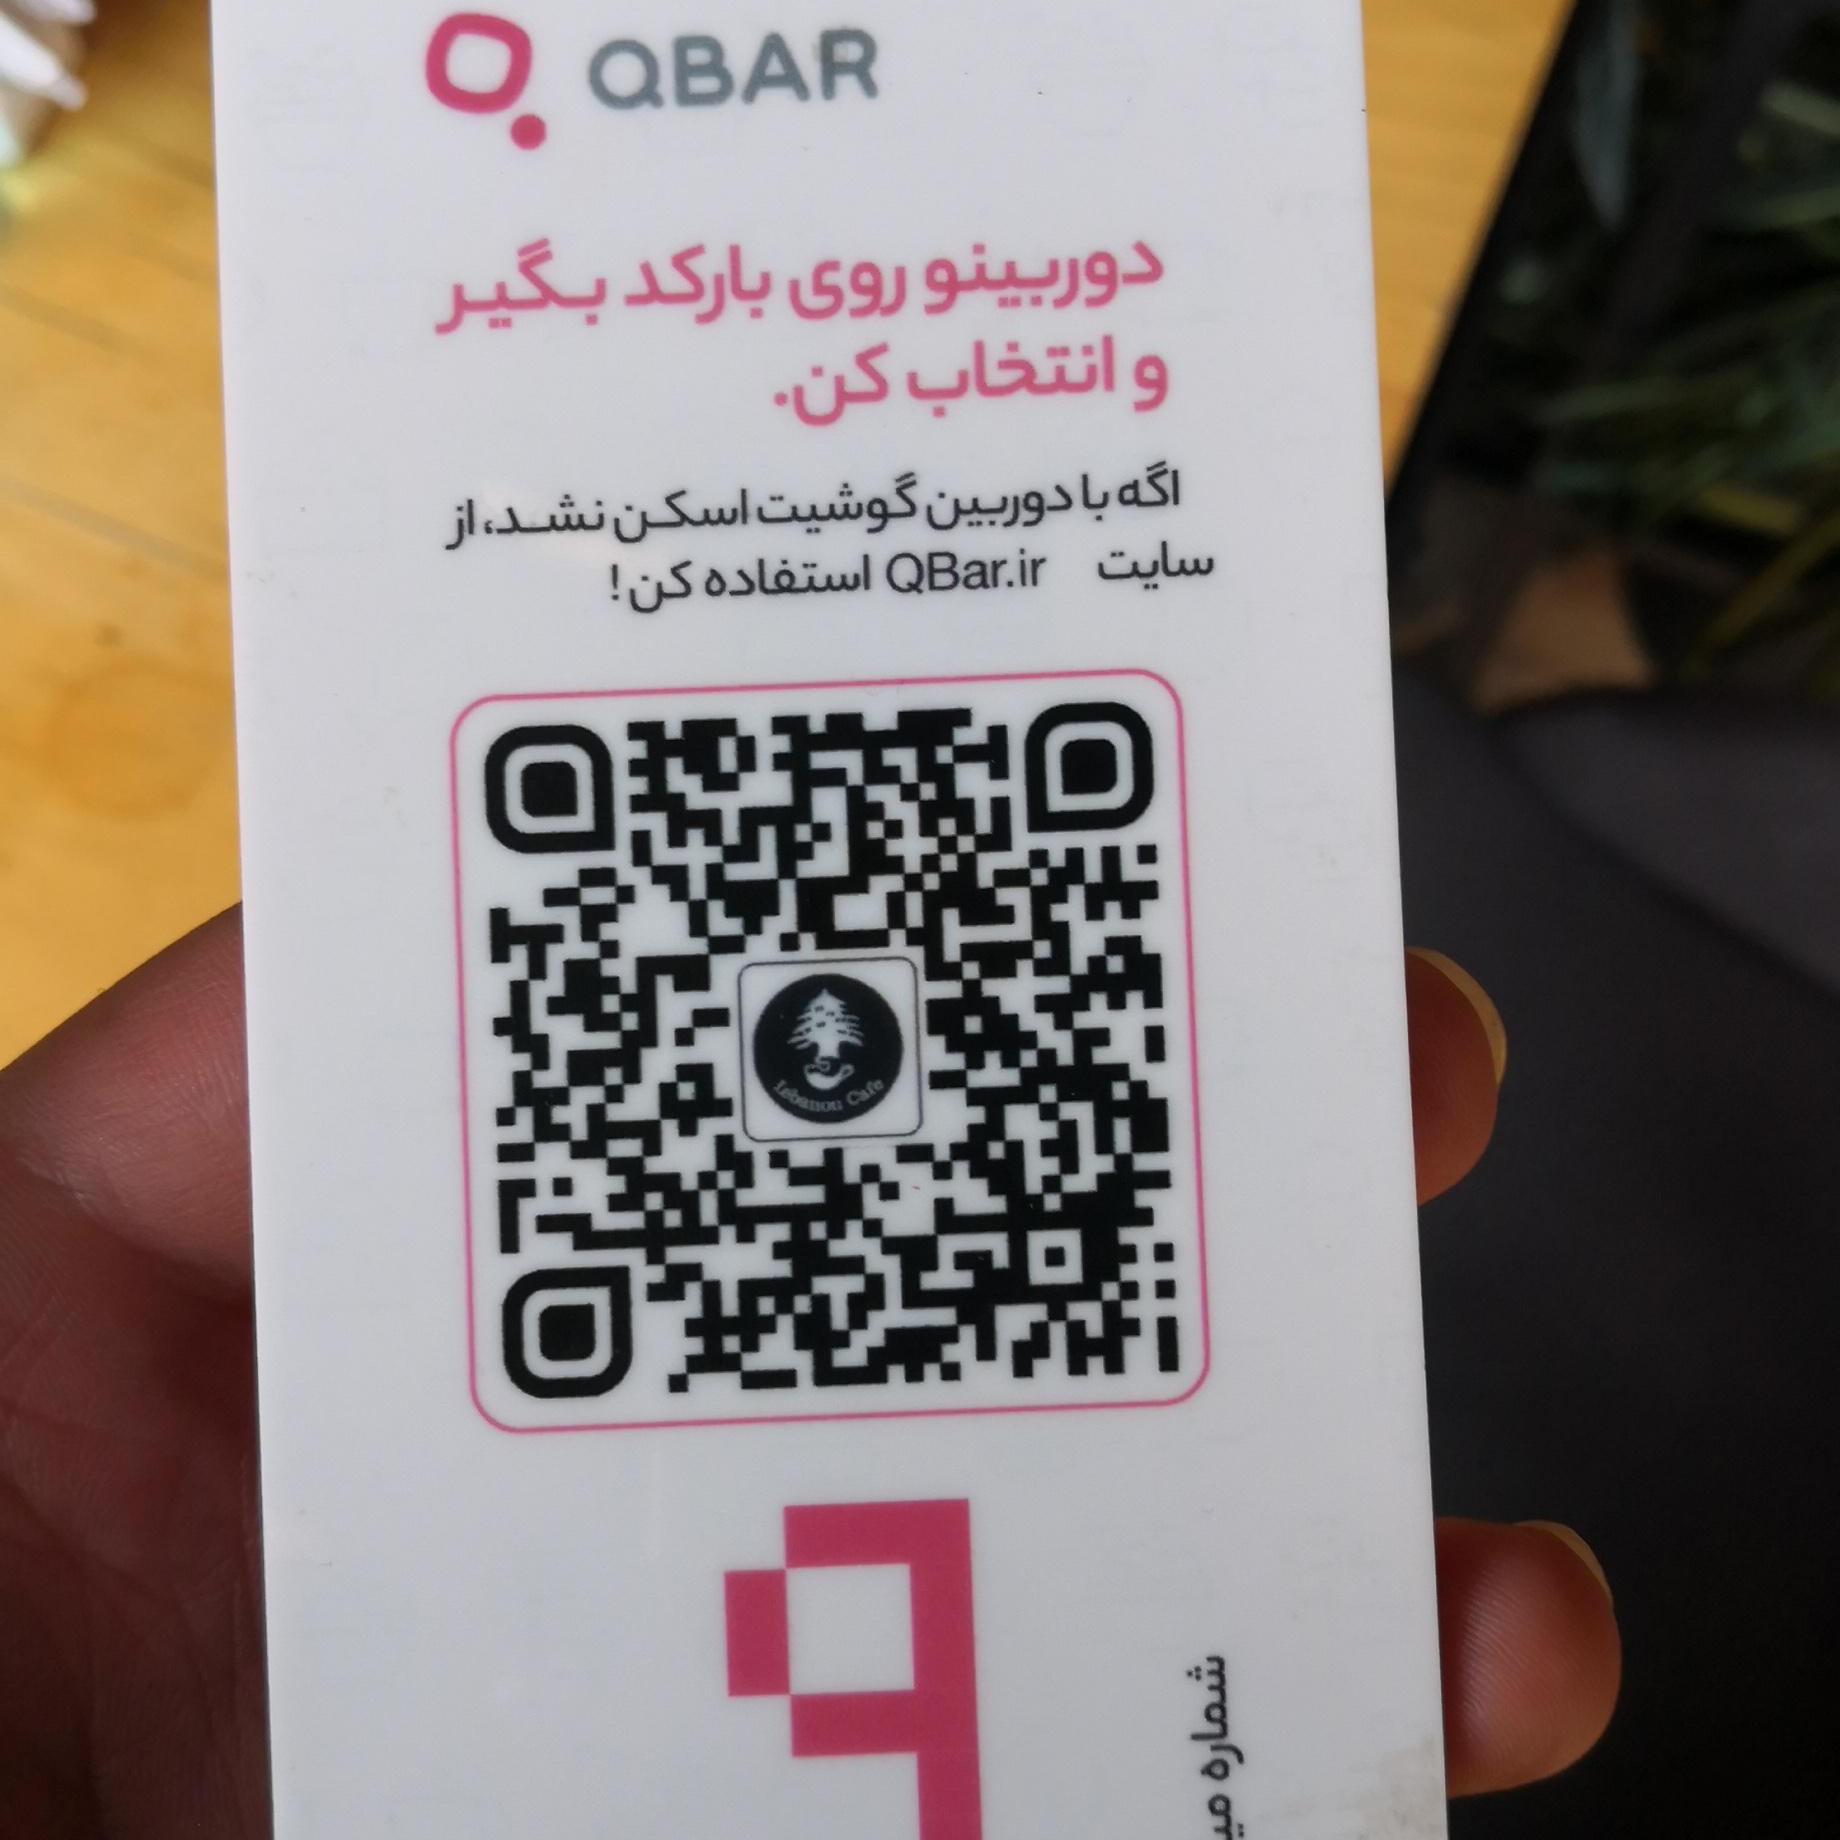 QBAR
دوربینو روی بارکد بگیر
و انتخاب کن.
اگه با دوربین گوشیت اسکن نشد، از
سایت QBar.ir استفاده کن!
Lebanon Cafe
۹
شماره